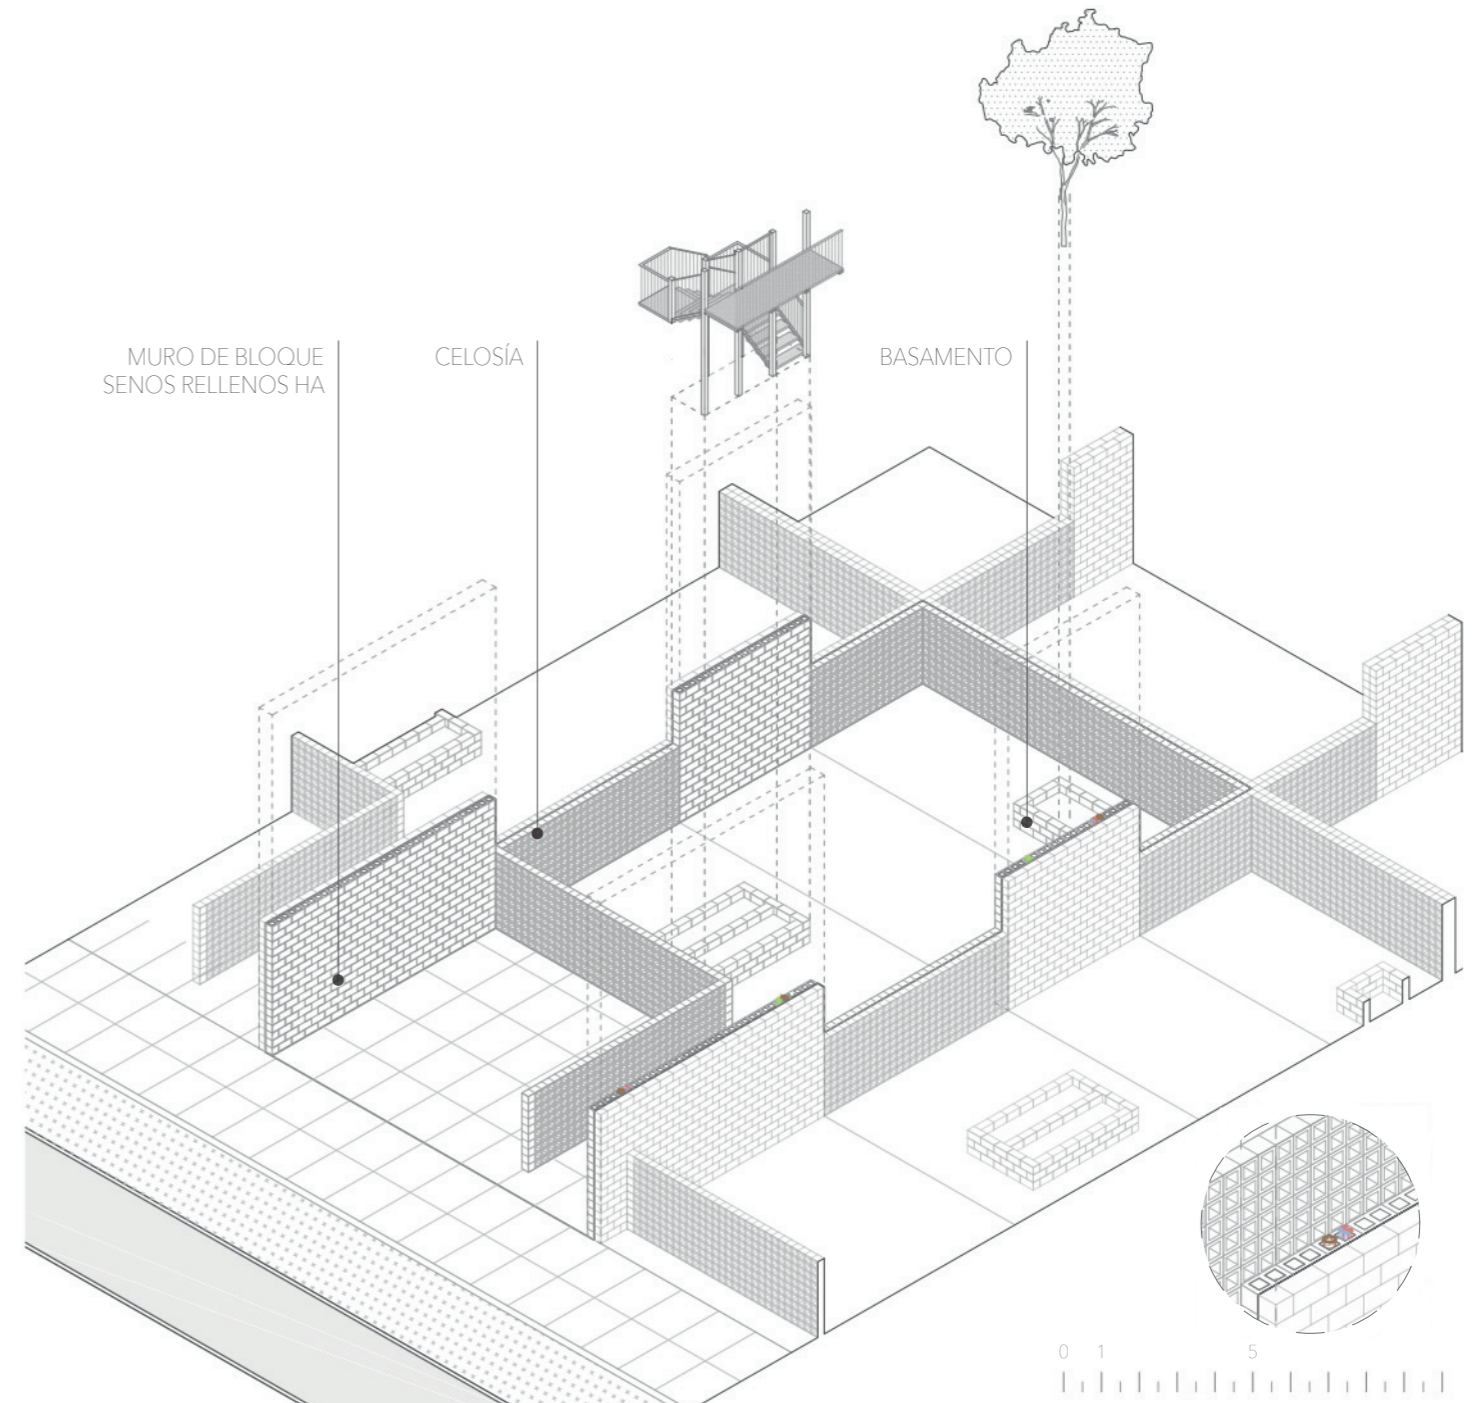 MURO DE BLOQUE
SENOS RELLENOS HA
CELOSÍA
BASAMENTO
0 1 5